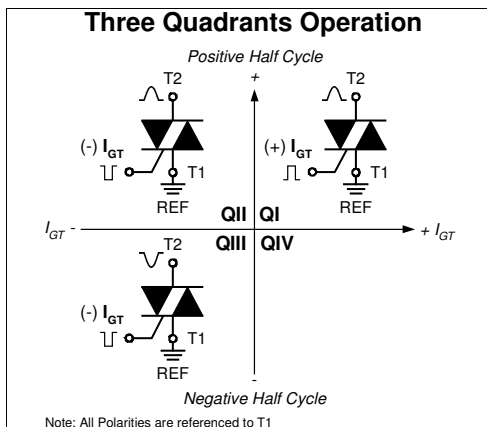 Three Quadrants Operation
Positive Half Cycle
+
T2
T2
(-) IGT
(+) IGT
T1
T1
REF
REF
QII QI
IGT -
+ IGT
QIII QIV
T2
(-) IGT
T1
REF
-
Negative Half Cycle
Note: All Polarities are referenced to T1